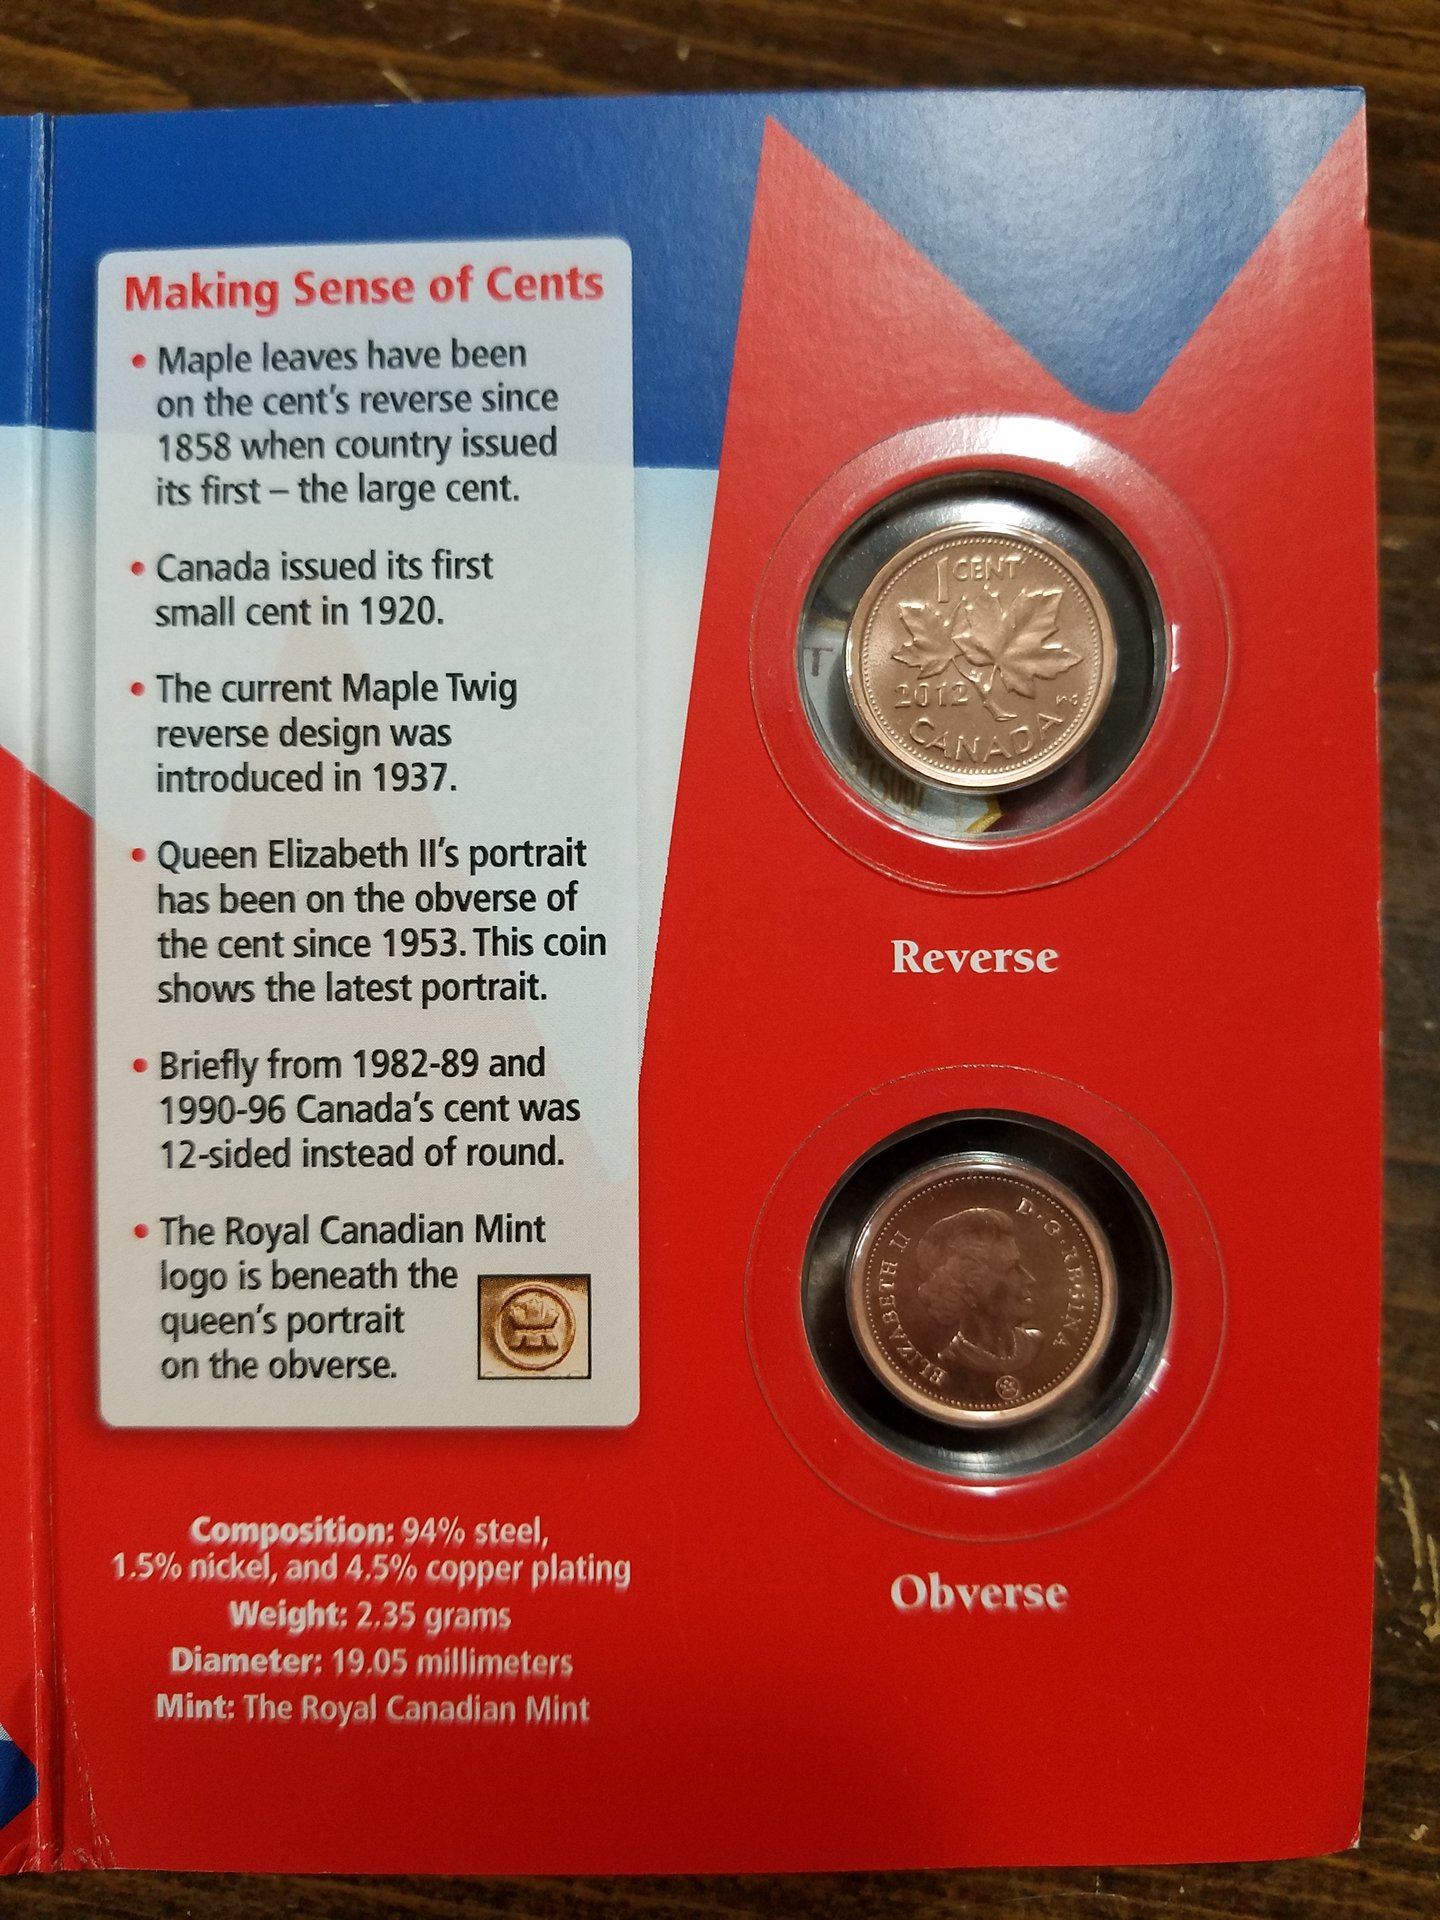 Making Sense of Cents
• Maple leaves have been
on the cent's reverse since
1858 when country issued
its first – the large cent.
• Canada issued its first
small cent in 1920.
• The current Maple Twig
reverse design was
introduced in 1937.
• Queen Elizabeth II's portrait
has been on the obverse of
the cent since 1953. This coin
shows the latest portrait.
• Briefly from 1982-89 and
1990-96 Canada's cent was
12-sided instead of round.
• The Royal Canadian Mint
logo is beneath the
queen's portrait
on the obverse.
Composition: 94% steel,
1.5% nickel, and 4.5% copper plating
Weight: 2.35 grams
Diameter: 19.05 millimeters
Mint: The Royal Canadian Mint
1 CENT
2012
CANADA
T
Reverse
ELIZABETH II
D·G·REGINA
Obverse